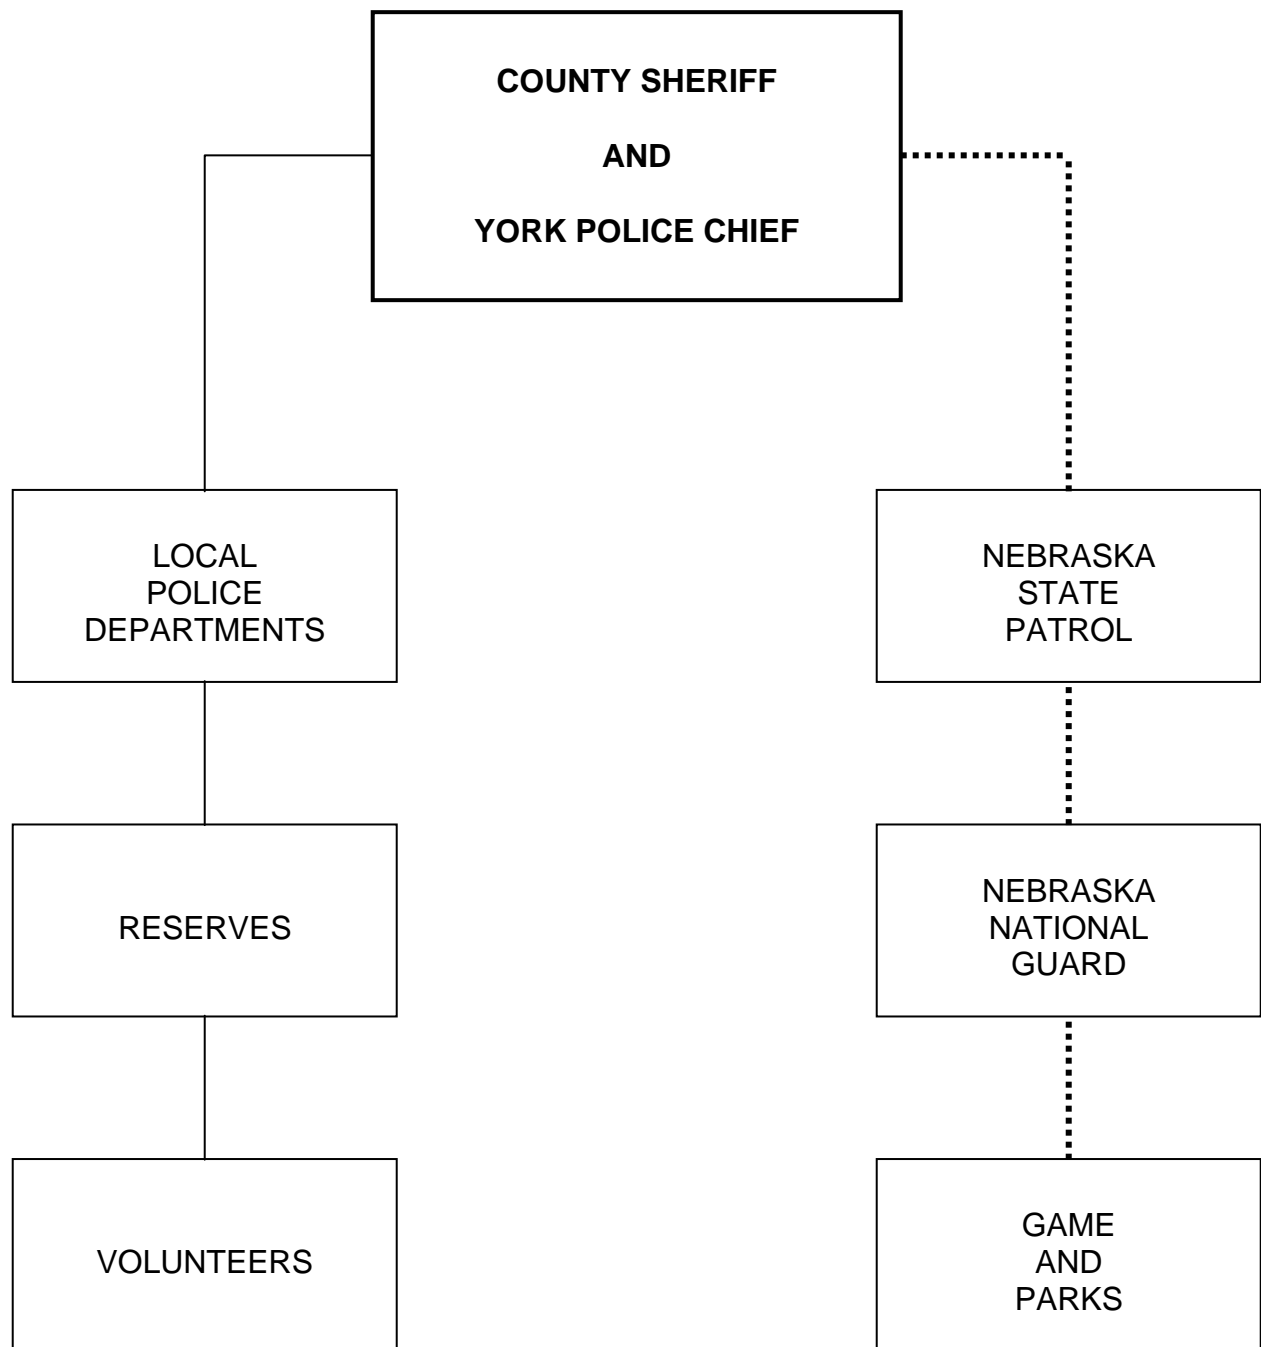 COUNTY SHERIFF
AND
YORK POLICE CHIEF
LOCAL
POLICE
DEPARTMENTS
NEBRASKA
STATE
PATROL
RESERVES
NEBRASKA
NATIONAL
GUARD
VOLUNTEERS
GAME
AND
PARKS